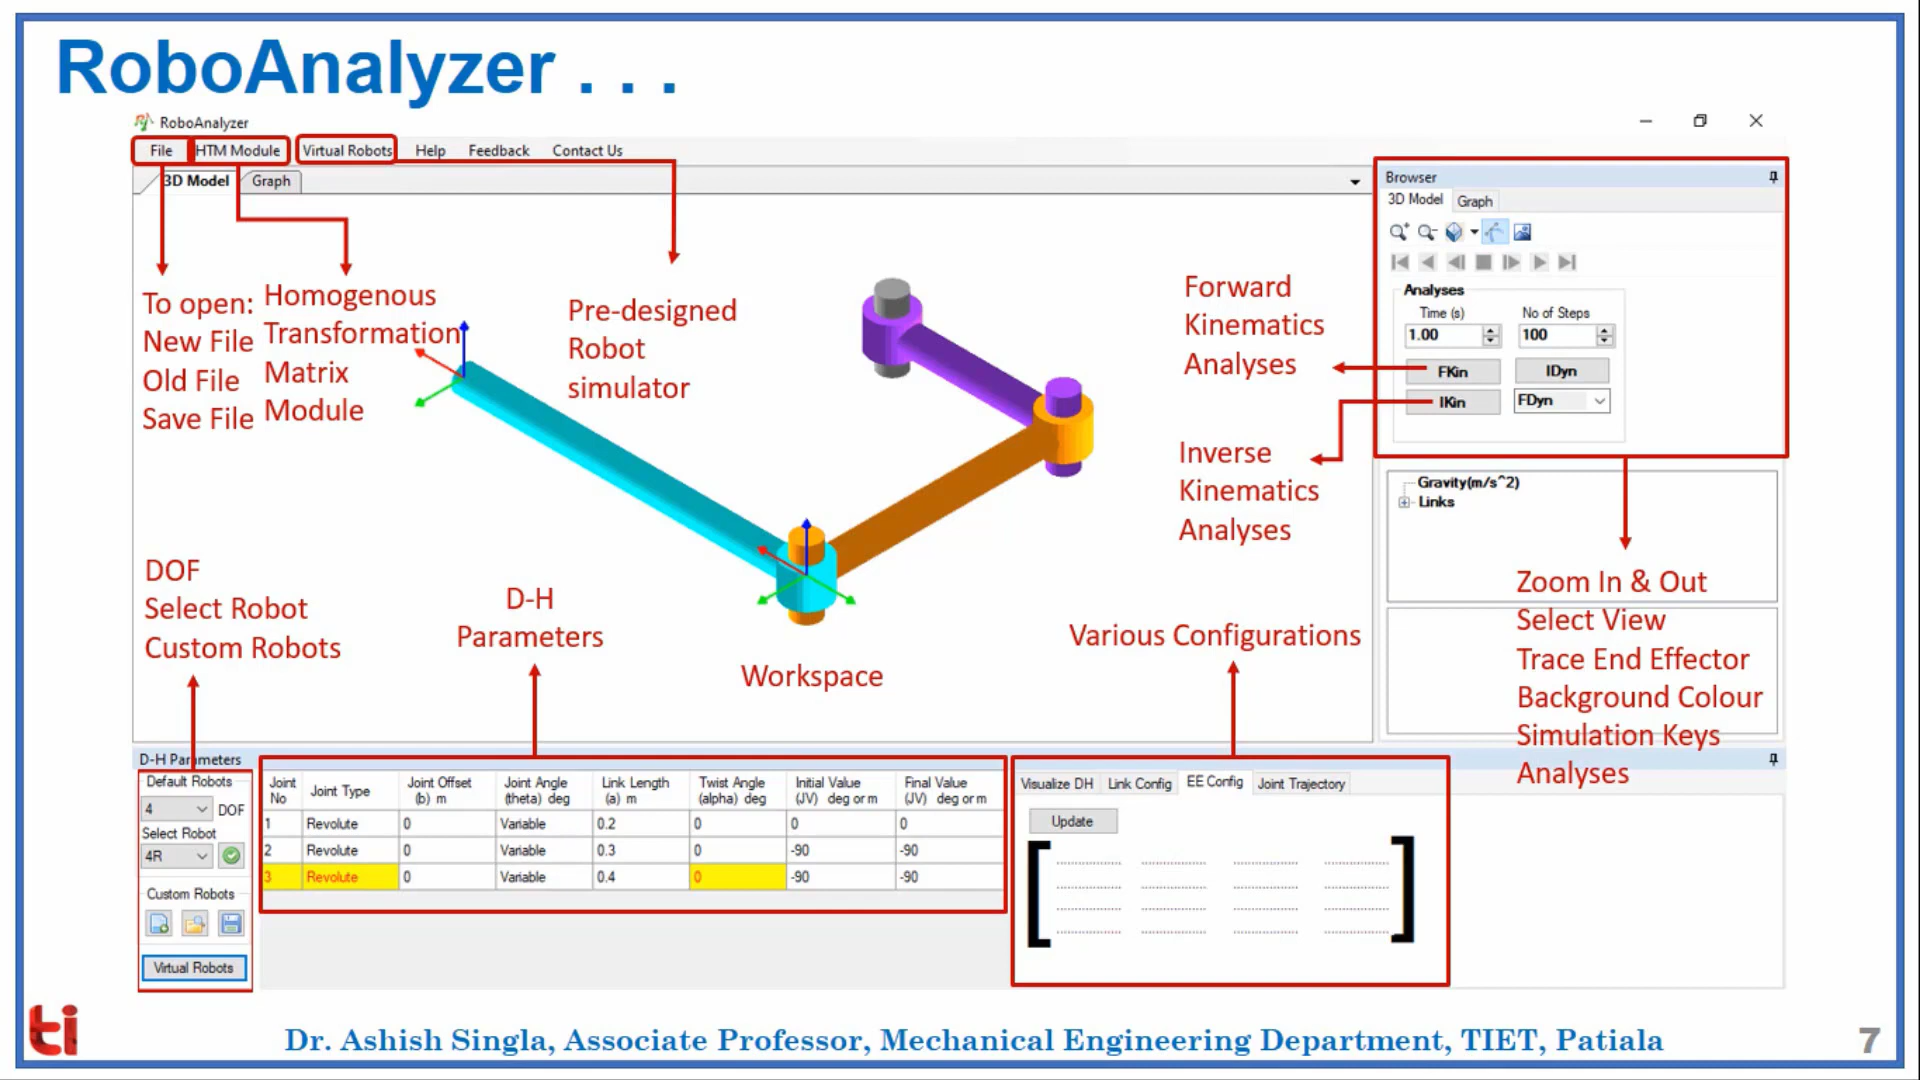 RoboAnalyzer . . .
RoboAnalyzer
File HTM Module Virtual Robots Help Feedback Contact Us
3D Model Graph
To open:
New File
Old File
Save File
Homogenous
Transformation
Matrix
Module
Pre-designed
Robot
simulator
Forward
Kinematics
Analyses
Inverse
Kinematics
Analyses
Browser
3D Model Graph
Analyses
Time (s) No of Steps
1.00 100
FKin IDyn
IKin FDyn
Gravity(m/s^2)
Links
Zoom In & Out
Select View
Trace End Effector
Background Colour
Simulation Keys
Analyses
DOF
Select Robot
Custom Robots
D-H
Parameters
Workspace
Various Configurations
D-H Parameters
Default Robots
4 DOF
Select Robot
4R
Custom Robots
Virtual Robots
Joint No Joint Type Joint Offset (b) m Joint Angle (theta) deg Link Length (a) m Twist Angle (alpha) deg Initial Value (JV) deg or m Final Value (JV) deg or m
1 Revolute 0 Variable 0.2 0 0 0
2 Revolute 0 Variable 0.3 0 -90 -90
3 Revolute 0 Variable 0.4 0 -90 -90
Visualize DH Link Config EE Config Joint Trajectory
Update
ti
Dr. Ashish Singla, Associate Professor, Mechanical Engineering Department, TIET, Patiala
7